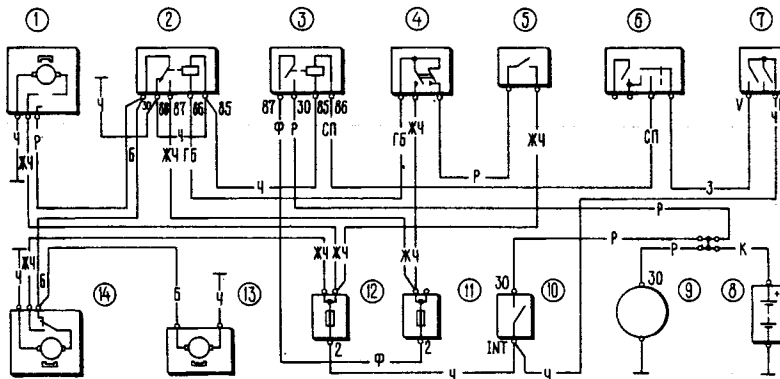 1 2 3 4 5 6 7
30 88 87 86 85
87 30 85 86
V T
Ч ЖЧ Р
Ч Б ЖЧ ГБ Ч
Ф Р СП
ГБ ЖЧ
Р ЖЧ
СП З
Ч
Ч
Р
Р Р К
Ч ЖЧ Б
Б Ч
ЖЧ ЖЧ ЖЧ
30 30
14 13 12 11 10 9 8
2 2 INT
Ф
Ч Ч